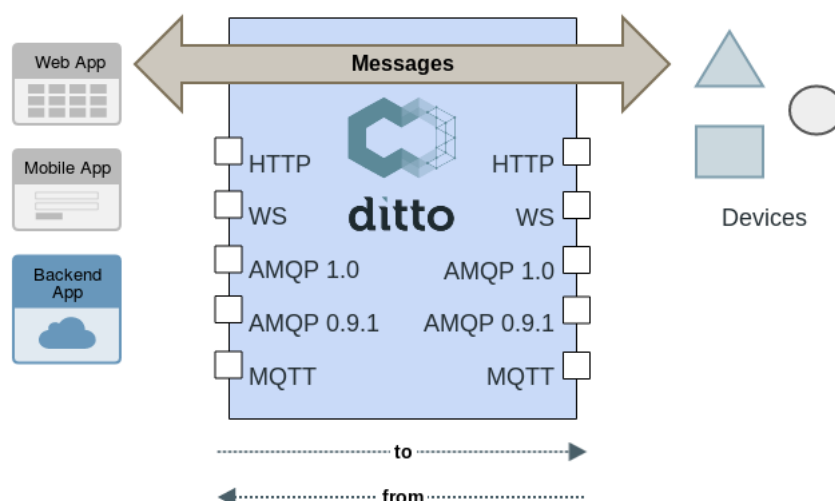 Messages
Web App
Mobile App
Backend
App
ditto
HTTP
WS
AMQP 1.0
AMQP 0.9.1
MQTT
HTTP
WS
AMQP 1.0
AMQP 0.9.1
MQTT
Devices
to
from